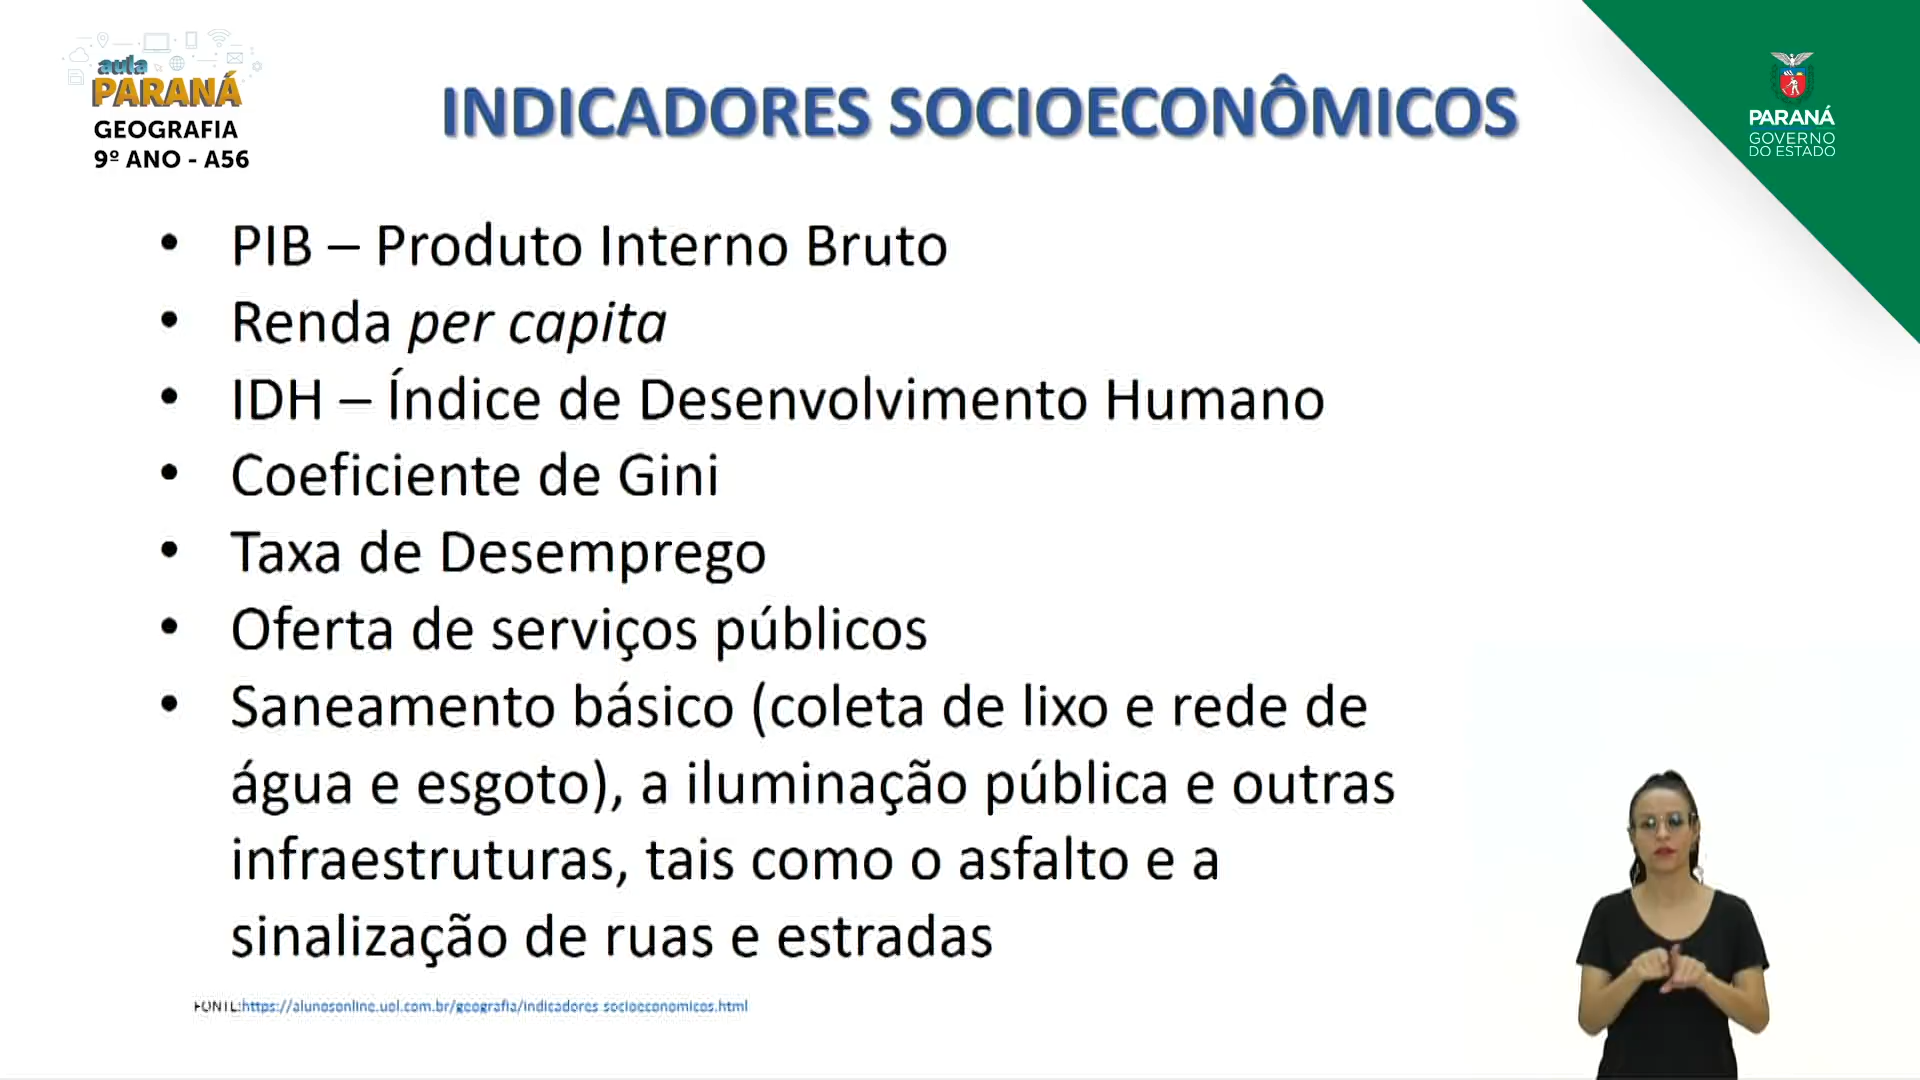 aula
PARANÁ
GEOGRAFIA
9º ANO - A56
INDICADORES SOCIOECONÔMICOS
PARANÁ
GOVERNO
DO ESTADO
• PIB – Produto Interno Bruto
• Renda per capita
• IDH – Índice de Desenvolvimento Humano
• Coeficiente de Gini
• Taxa de Desemprego
• Oferta de serviços públicos
• Saneamento básico (coleta de lixo e rede de
água e esgoto), a iluminação pública e outras
infraestruturas, tais como o asfalto e a
sinalização de ruas e estradas
FONTE:https://alunosonline.uol.com.br/geografia/indicadores-socioeconomicos.html